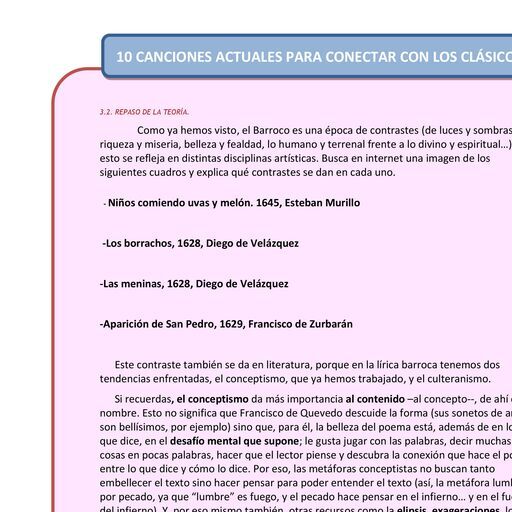 10 CANCIONES ACTUALES PARA CONECTAR CON LOS CLÁSICO
3.2. REPASO DE LA TEORÍA.
Como ya hemos visto, el Barroco es una época de contrastes (de luces y sombras
riqueza y miseria, belleza y fealdad, lo humano y terrenal frente a lo divino y espiritual...)
esto se refleja en distintas disciplinas artísticas. Busca en internet una imagen de los
siguientes cuadros y explica qué contrastes se dan en cada uno.
- Niños comiendo uvas y melón. 1645, Esteban Murillo
-Los borrachos, 1628, Diego de Velázquez
-Las meninas, 1628, Diego de Velázquez
-Aparición de San Pedro, 1629, Francisco de Zurbarán
Este contraste también se da en literatura, porque en la lírica barroca tenemos dos
tendencias enfrentadas, el conceptismo, que ya hemos trabajado, y el culteranismo.
Si recuerdas, el conceptismo da más importancia al contenido –al concepto--, de ahí
nombre. Esto no significa que Francisco de Quevedo descuide la forma (sus sonetos de
son bellísimos, por ejemplo) sino que, para él, la belleza del poema está, además de en
que dice, en el desafío mental que supone; le gusta jugar con las palabras, decir muchas
cosas en pocas palabras, hacer que el lector piense y descubra la conexión que hace el
entre lo que dice y cómo lo dice. Por eso, las metáforas conceptistas no buscan tanto
embellecer el texto sino hacer pensar para poder entender el texto (así, la metáfora
por pecado, ya que “lumbre” es fuego, y el pecado hace pensar en el infierno... y en el
del infierno). Y, por eso mismo también, otras recursos como la elipsis, exageraciones,